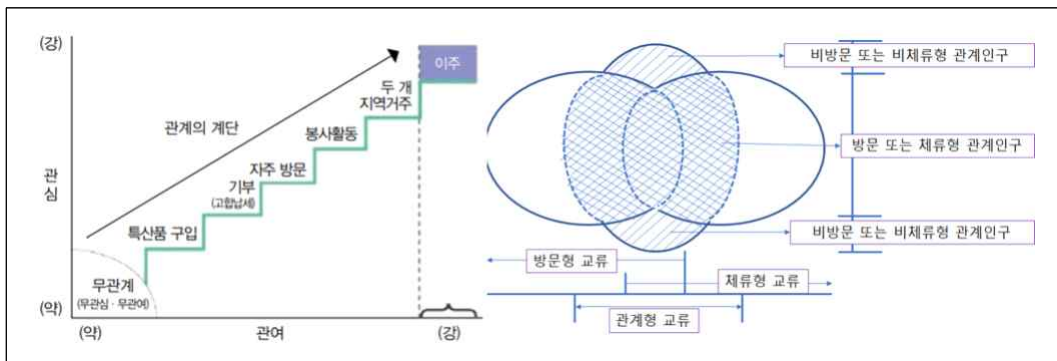 (강)
이주
두 개
지역거주
관계의 계단
봉사활동
관
심
자주 방문
기부
(고합납세)
특산품 구입
무관계
(무관심 · 무관여)
(약)
(약)
관여
(강)
비방문 또는 비체류형 관계인구
방문 또는 체류형 관계인구
비방문 또는 비체류형 관계인구
방문형 교류
체류형 교류
관계형 교류